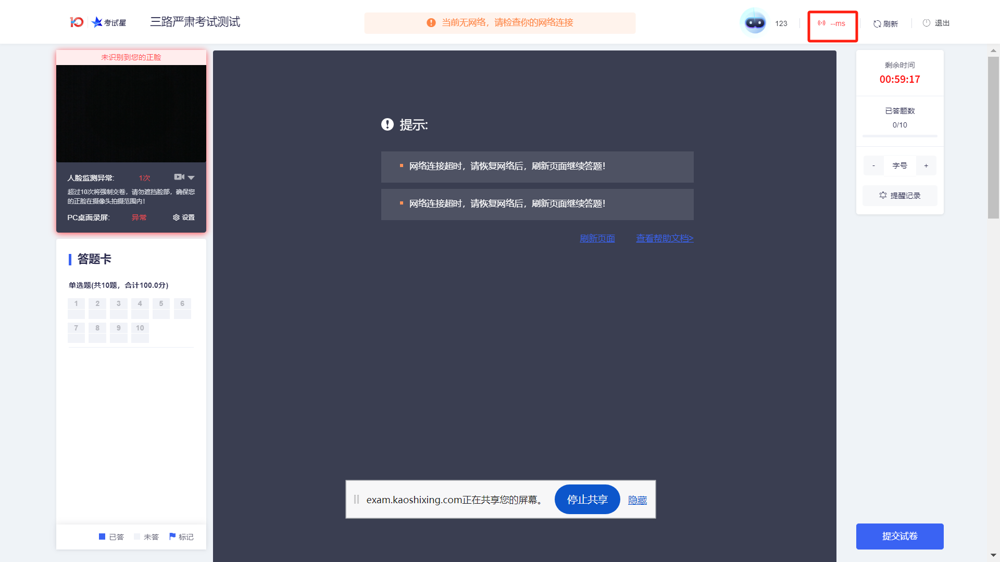 考试星
三路严肃考试测试
当前无网络，请检查你的网络连接
123
--ms
刷新
退出
未识别到您的正脸
人脸监测异常:
1次
超过10次将强制交卷，请勿遮挡脸部，确保您
的正脸在摄像头拍摄范围内！
PC桌面录屏:
异常
设置
答题卡
单选题(共10题，合计100.0分)
1 2 3 4 5 6
7 8 9 10
已答
未答
标记
提示:
网络连接超时，请恢复网络后，刷新页面继续答题！
网络连接超时，请恢复网络后，刷新页面继续答题！
刷新页面
查看帮助文档>
exam.kaoshixing.com正在共享您的屏幕。
停止共享
隐藏
剩余时间
00:59:17
已答题数
0/10
- 字号 +
提醒记录
提交试卷